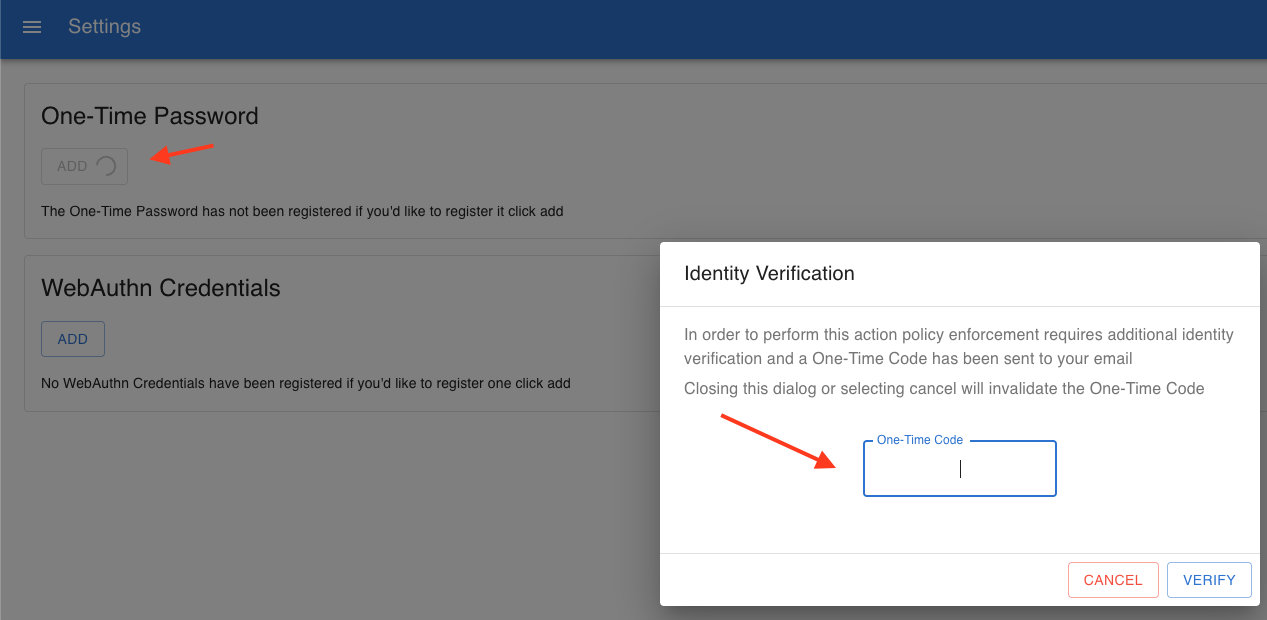 Settings
One-Time Password
ADD
The One-Time Password has not been registered if you'd like to register it click add
WebAuthn Credentials
ADD
No WebAuthn Credentials have been registered if you'd like to register one click add
Identity Verification
In order to perform this action policy enforcement requires additional identity
verification and a One-Time Code has been sent to your email
Closing this dialog or selecting cancel will invalidate the One-Time Code
One-Time Code
CANCEL VERIFY